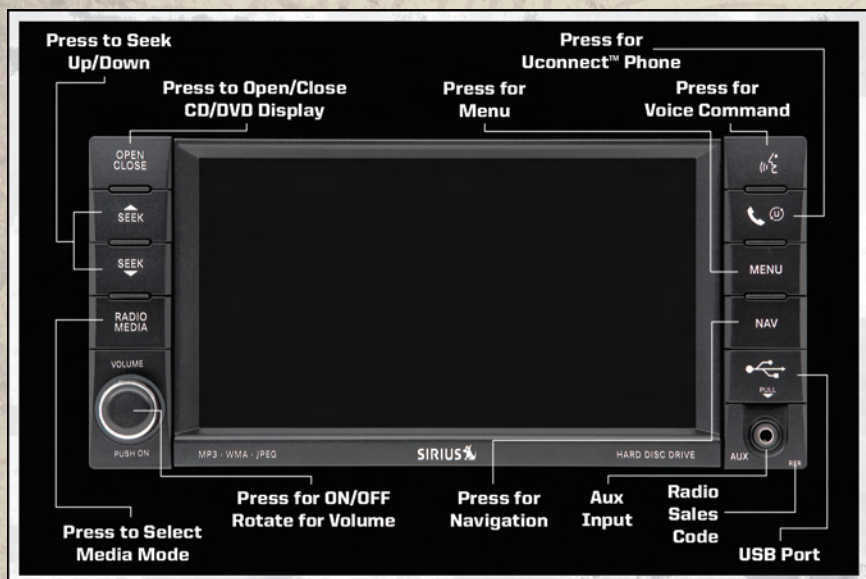 Press to Seek
Up/Down
Press to Open/Close
CD/DVD Display
Press for
Menu
Press for
Uconnect™ Phone
Press for
Voice Command
OPEN
CLOSE
SEEK
SEEK
RADIO
MEDIA
VOLUME
PUSH ON
MENU
NAV
PULL
AUX
RER
MP3 · WMA · JPEG
SIRIUS
HARD DISC DRIVE
Press for ON/OFF
Rotate for Volume
Press for
Navigation
Aux
Input
Radio
Sales
Code
Press to Select
Media Mode
USB Port